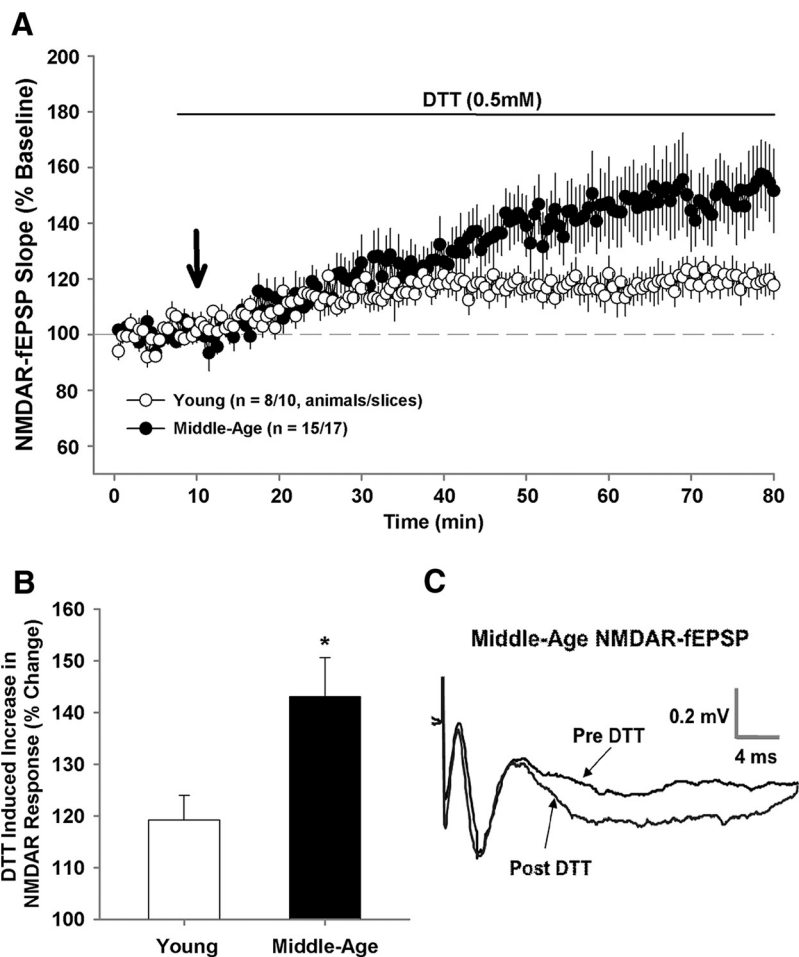 A
NMDAR-fEPSP Slope (% Baseline)
200
180
160
140
120
100
80
60
DTT (0.5mM)
Young (n = 8/10, animals/slices)
Middle-Age (n = 15/17)
0 10 20 30 40 50 60 70 80
Time (min)
B
DTT Induced Increase in
NMDAR Response (% Change)
160
150
140
130
120
110
100
*
Young Middle-Age
C
Middle-Age NMDAR-fEPSP
0.2 mV
4 ms
Pre DTT
Post DTT